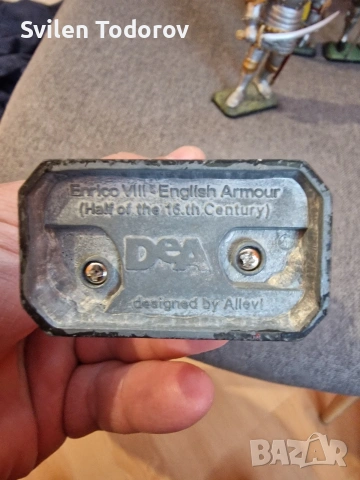 Svilen Todorov
Enrico VIII - English Armour
(Half of the 16.th Century)
DeA
designed by Allevi
BAZAR